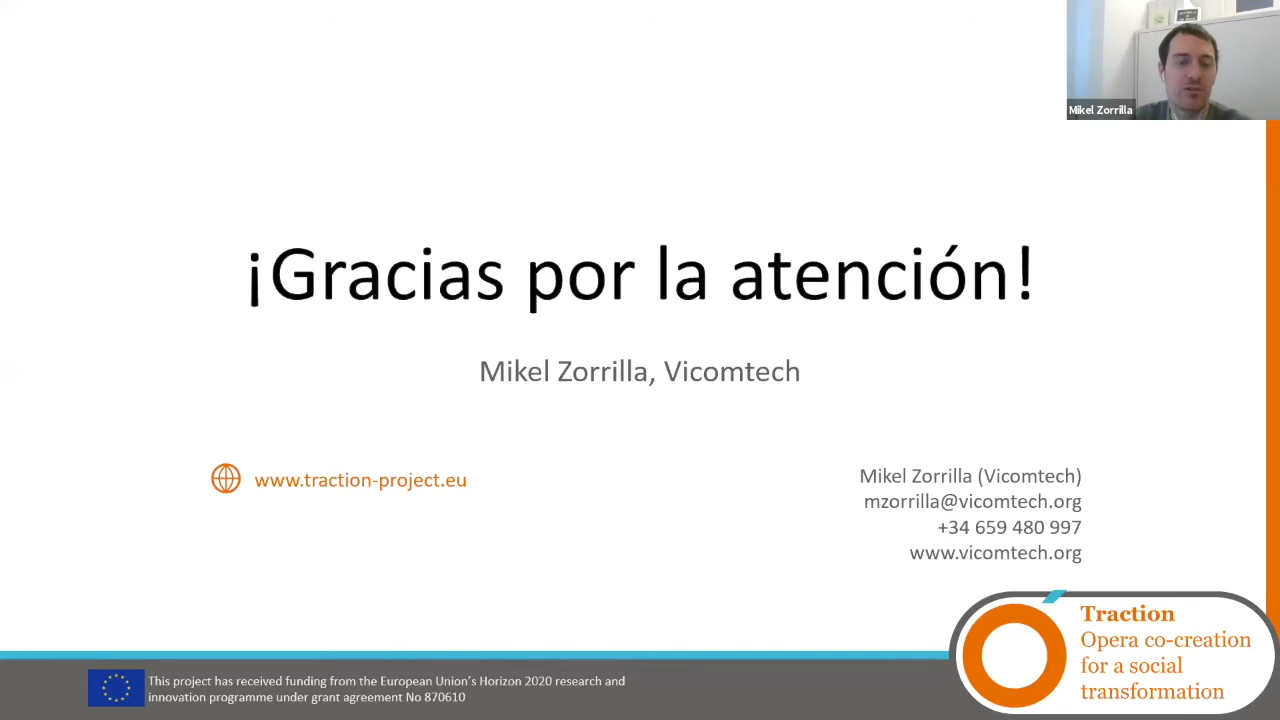 Mikel Zorrilla
¡Gracias por la atención!
Mikel Zorrilla, Vicomtech
www.traction-project.eu
Mikel Zorrilla (Vicomtech)
mzorrilla@vicomtech.org
+34 659 480 997
www.vicomtech.org
Traction
Opera co-creation
for a social
transformation
This project has received funding from the European Union's Horizon 2020 research and
innovation programme under grant agreement No 870610